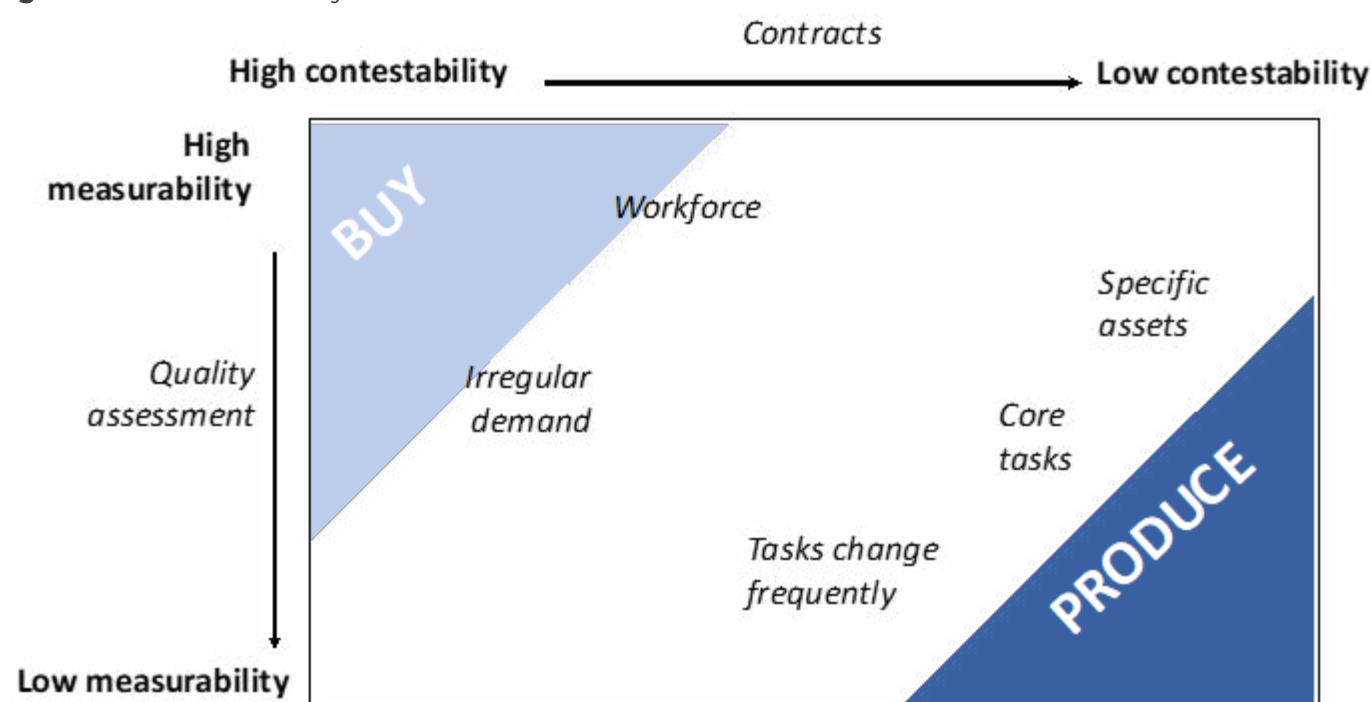 Contracts
High contestability
Low contestability
High
measurability
BUY
Workforce
Specific
assets
Quality
assessment
Irregular
demand
Core
tasks
PRODUCE
Tasks change
frequently
Low measurability